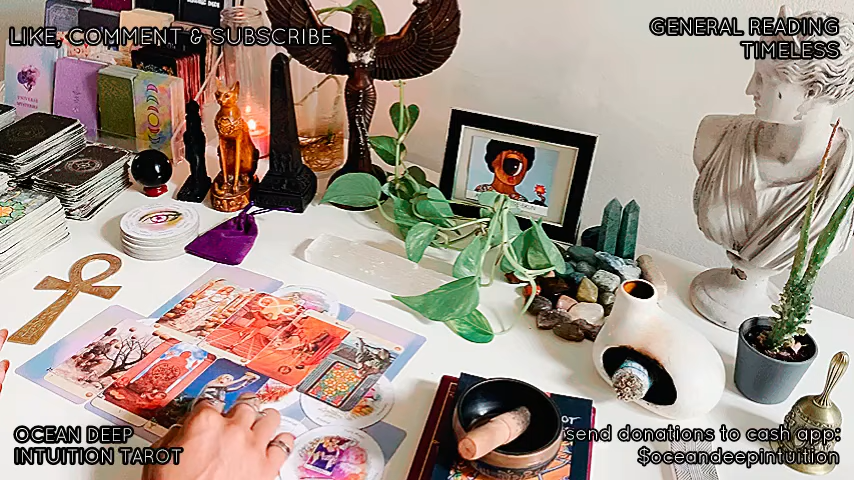 LIKE, COMMENT & SUBSCRIBE
GENERAL READING
TIMELESS
OCEAN DEEP
INTUITION TAROT
send donations to cash app:
$oceandeepintuition